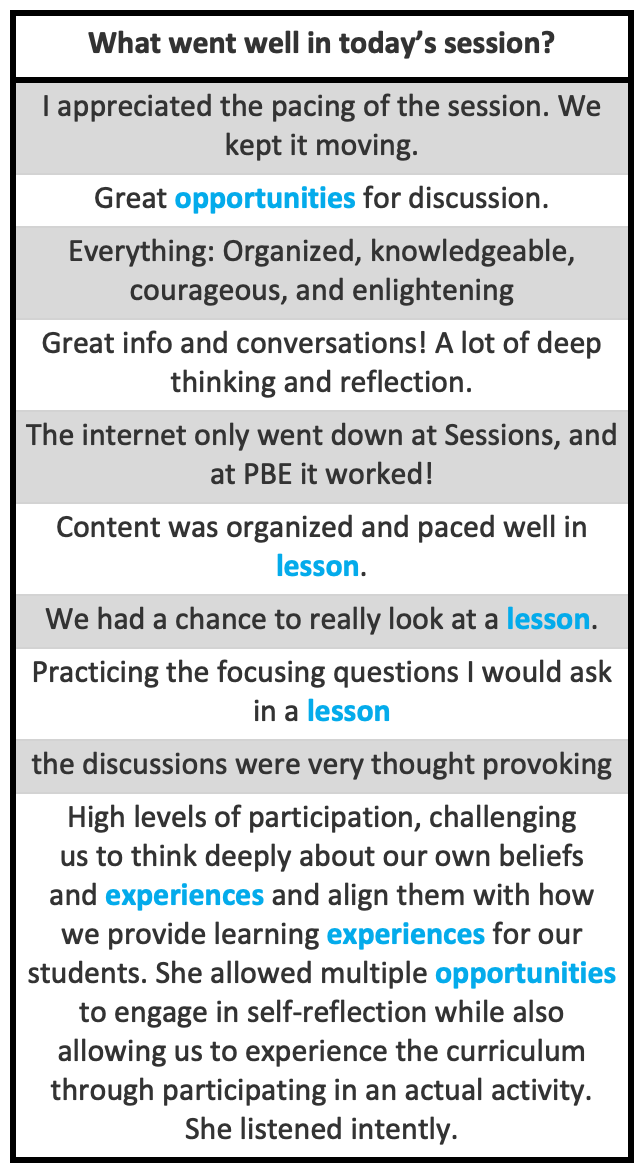 What went well in today’s session?
I appreciated the pacing of the session. We
kept it moving.
Great opportunities for discussion.
Everything: Organized, knowledgeable,
courageous, and enlightening
Great info and conversations! A lot of deep
thinking and reflection.
The internet only went down at Sessions, and
at PBE it worked!
Content was organized and paced well in
lesson.
We had a chance to really look at a lesson.
Practicing the focusing questions I would ask
in a lesson
the discussions were very thought provoking
High levels of participation, challenging
us to think deeply about our own beliefs
and experiences and align them with how
we provide learning experiences for our
students. She allowed multiple opportunities
to engage in self-reflection while also
allowing us to experience the curriculum
through participating in an actual activity.
She listened intently.